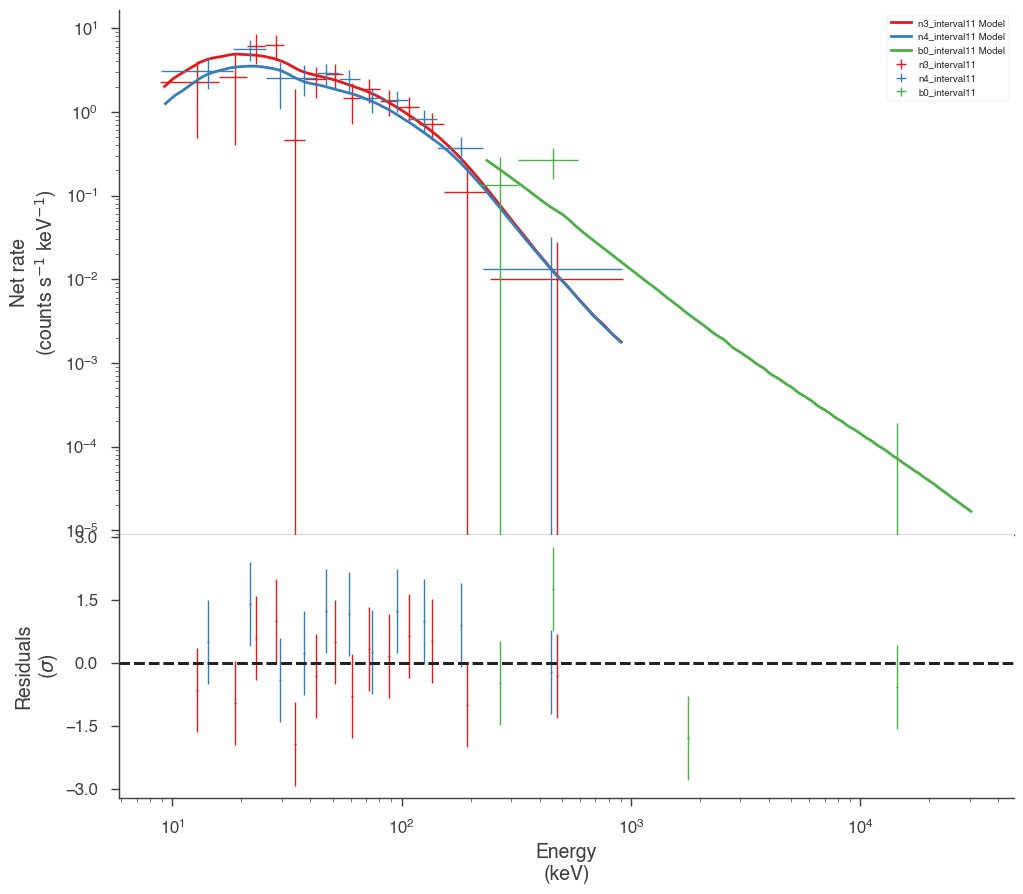 n3_interval11 Model
n4_interval11 Model
b0_interval11 Model
n3_interval11
n4_interval11
b0_interval11
Net rate
(counts s⁻¹ keV⁻¹)
10¹
10⁰
10⁻¹
10⁻²
10⁻³
10⁻⁴
10⁻⁵
Residuals
(σ)
3.0
1.5
0.0
−1.5
−3.0
10¹ 10² 10³ 10⁴
Energy
(keV)